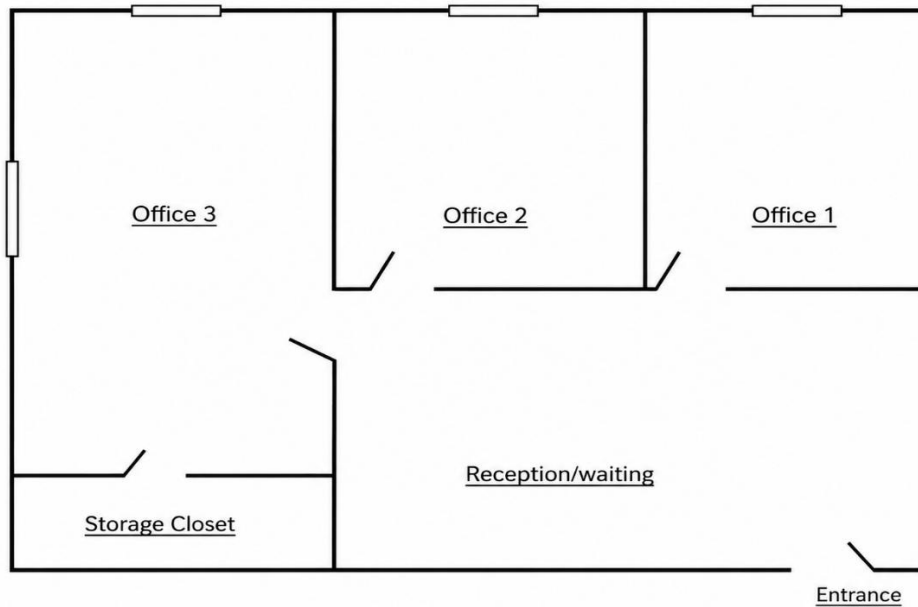 Office 3
Office 2
Office 1
Reception/waiting
Storage Closet
Entrance